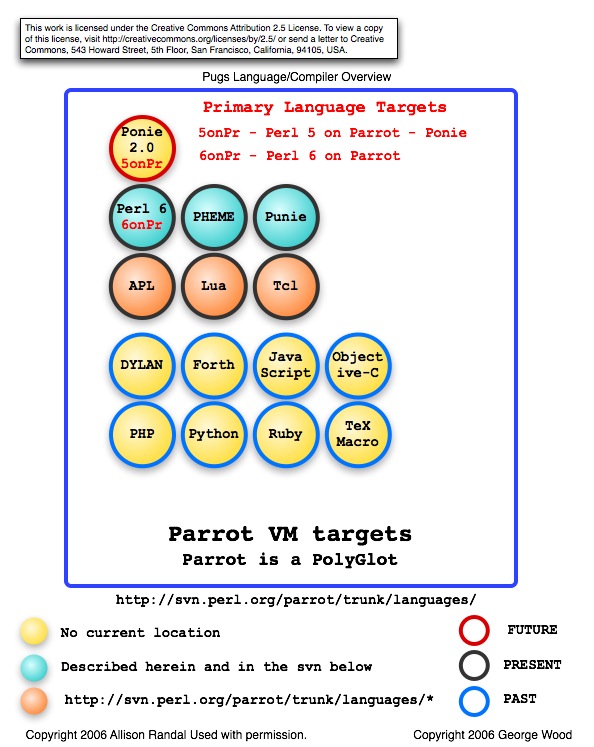 This work is licensed under the Creative Commons Attribution 2.5 License. To view a copy
of this license, visit http://creativecommons.org/licenses/by/2.5/ or send a letter to Creative
Commons, 543 Howard Street, 5th Floor, San Francisco, California, 94105, USA.
Pugs Language/Compiler Overview
Primary Language Targets
5onPr - Perl 5 on Parrot - Ponie
6onPr - Perl 6 on Parrot
Ponie
2.0
5onPr
Perl 6
6onPr
PHEME
Punie
APL
Lua
Tcl
DYLAN
Forth
Java
Script
Object
ive-C
PHP
Python
Ruby
TeX
Macro
Parrot VM targets
Parrot is a PolyGlot
http://svn.perl.org/parrot/trunk/languages/
No current location
FUTURE
Described herein and in the svn below
PRESENT
http://svn.perl.org/parrot/trunk/languages/*
PAST
Copyright 2006 Allison Randal Used with permission.
Copyright 2006 George Wood